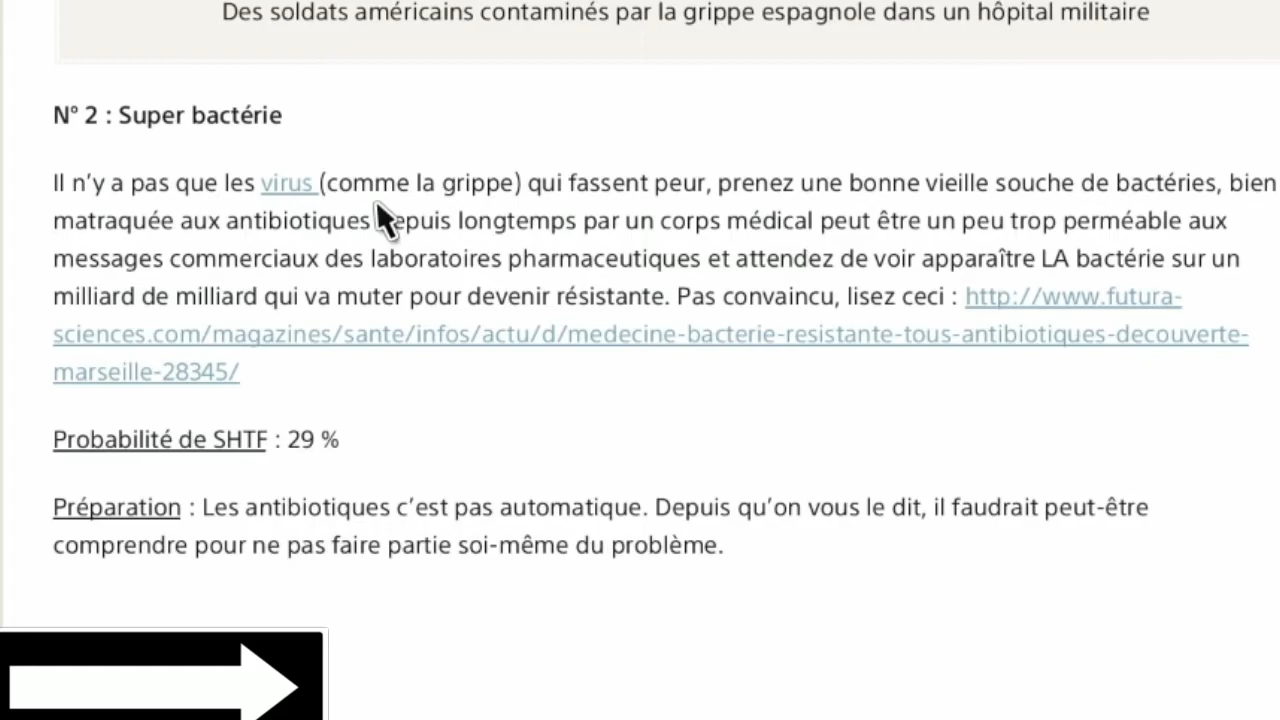 Des soldats américains contaminés par la grippe espagnole dans un hôpital militaire
N° 2 : Super bactérie
Il n’y a pas que les virus (comme la grippe) qui fassent peur, prenez une bonne vieille souche de bactéries, bien
matraquée aux antibiotiques depuis longtemps par un corps médical peut être un peu trop perméable aux
messages commerciaux des laboratoires pharmaceutiques et attendez de voir apparaître LA bactérie sur un
milliard de milliard qui va muter pour devenir résistante. Pas convaincu, lisez ceci : http://www.futura-
sciences.com/magazines/sante/infos/actu/d/medecine-bacterie-resistante-tous-antibiotiques-decouverte-
marseille-28345/
Probabilité de SHTF : 29 %
Préparation : Les antibiotiques c’est pas automatique. Depuis qu’on vous le dit, il faudrait peut-être
comprendre pour ne pas faire partie soi-même du problème.